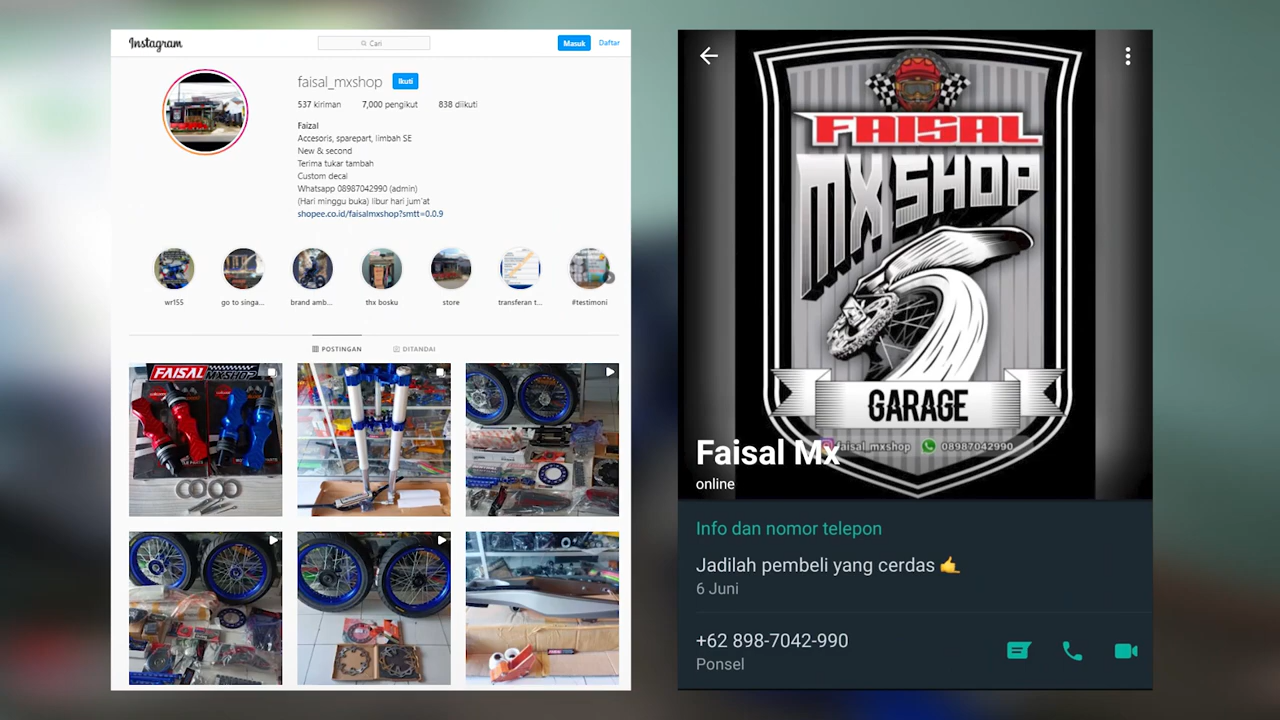 Instagram
Cari
Masuk
Daftar
faisal_mxshop
Ikuti
537 kiriman
7,000 pengikut
838 diikuti
Faizal
Accesoris, sparepart, limbah SE
New & second
Terima tukar tambah
Custom decal
Whatsapp 08987042990 (admin)
(Hari minggu buka) libur hari jum'at
shopee.co.id/faisalmxshop?smtt=0.0.9
wr155
go to singa...
brand amb...
thx bosku
store
transferan t...
#testimoni
POSTINGAN
DITANDAI
FAISAL MXSHOP
FAISAL
MX SHOP
GARAGE
faisal_mxshop
08987042990
Faisal Mx
online
Info dan nomor telepon
Jadilah pembeli yang cerdas 🤙
6 Juni
+62 898-7042-990
Ponsel